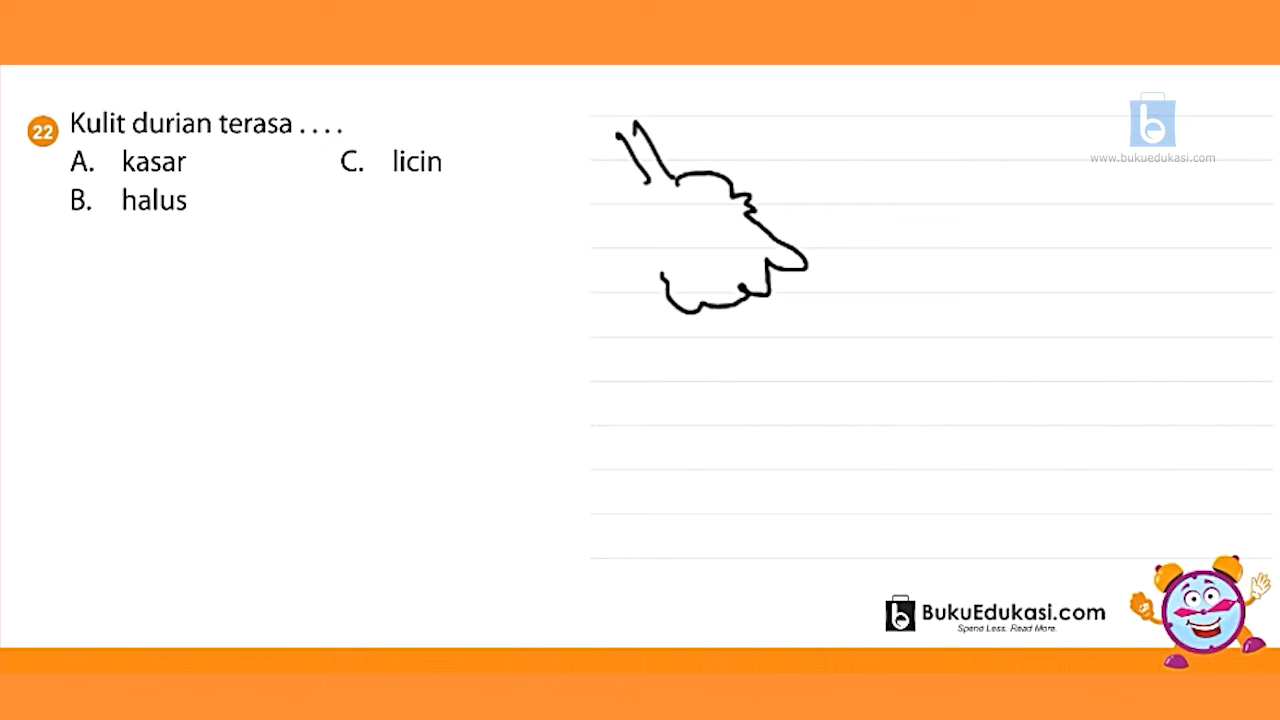 22 Kulit durian terasa . . . .
A. kasar C. licin
B. halus
b
www.bukuedukasi.com
b BukuEdukasi.com
Spend Less. Read More.